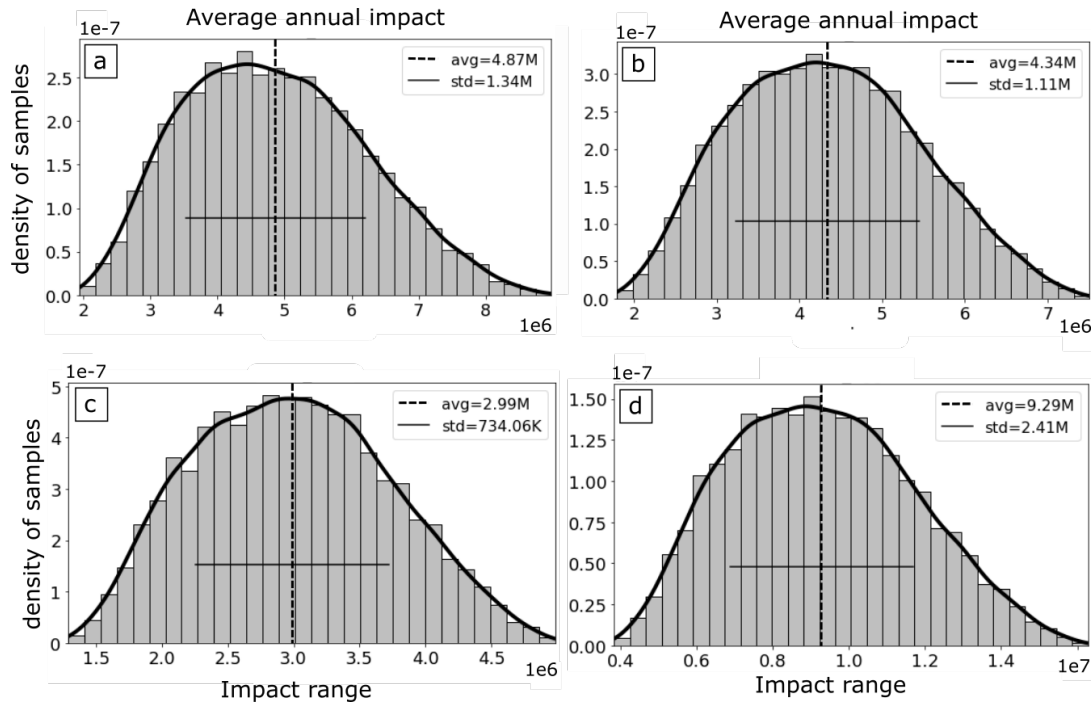 Average annual impact
Average annual impact
1e-7
a
avg=4.87M
std=1.34M
density of samples
2.5
2.0
1.5
1.0
0.5
0.0
2 3 4 5 6 7 8
1e6
1e-7
b
avg=4.34M
std=1.11M
3.0
2.5
2.0
1.5
1.0
0.5
0.0
2 3 4 5 6 7
1e6
1e-7
c
avg=2.99M
std=734.06K
density of samples
5
4
3
2
1
0
1.5 2.0 2.5 3.0 3.5 4.0 4.5
1e6
Impact range
1e-7
d
avg=9.29M
std=2.41M
1.50
1.25
1.00
0.75
0.50
0.25
0.00
0.4 0.6 0.8 1.0 1.2 1.4 1.6
1e7
Impact range